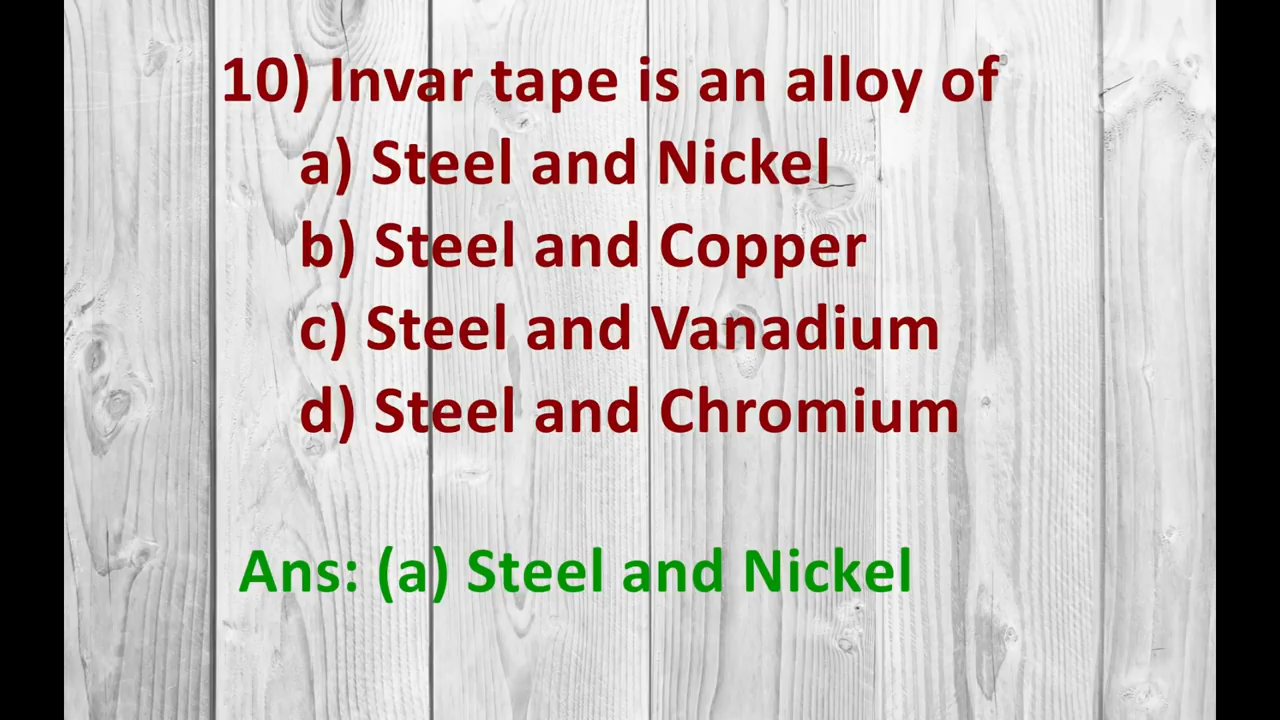 10) Invar tape is an alloy of
a) Steel and Nickel
b) Steel and Copper
c) Steel and Vanadium
d) Steel and Chromium
Ans: (a) Steel and Nickel